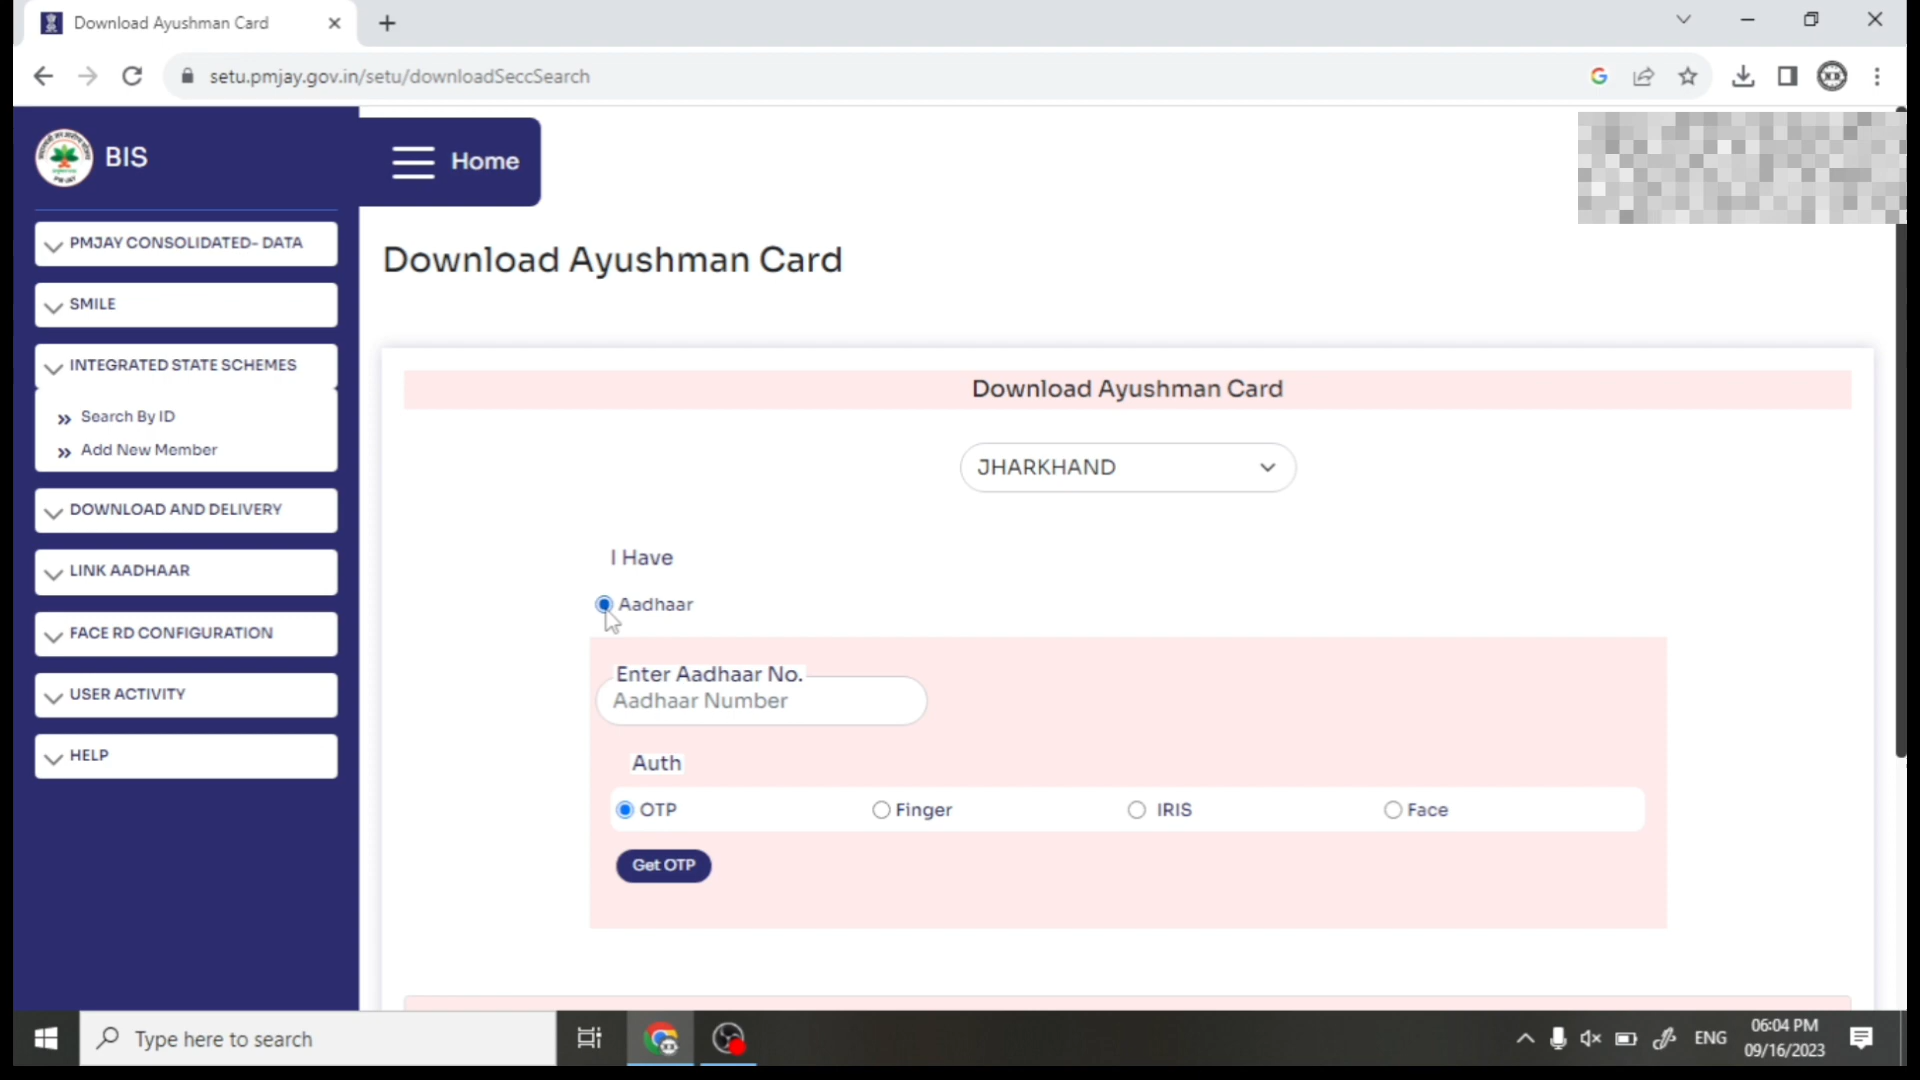 Download Ayushman Card
setu.pmjay.gov.in/setu/downloadSeccSearch
BIS
Home
PMJAY CONSOLIDATED- DATA
SMILE
INTEGRATED STATE SCHEMES
Search By ID
Add New Member
DOWNLOAD AND DELIVERY
LINK AADHAAR
FACE RD CONFIGURATION
USER ACTIVITY
HELP
Download Ayushman Card
Download Ayushman Card
JHARKHAND
I Have
Aadhaar
Enter Aadhaar No.
Aadhaar Number
Auth
OTP Finger IRIS Face
Get OTP
Type here to search
ENG
06:04 PM
09/16/2023